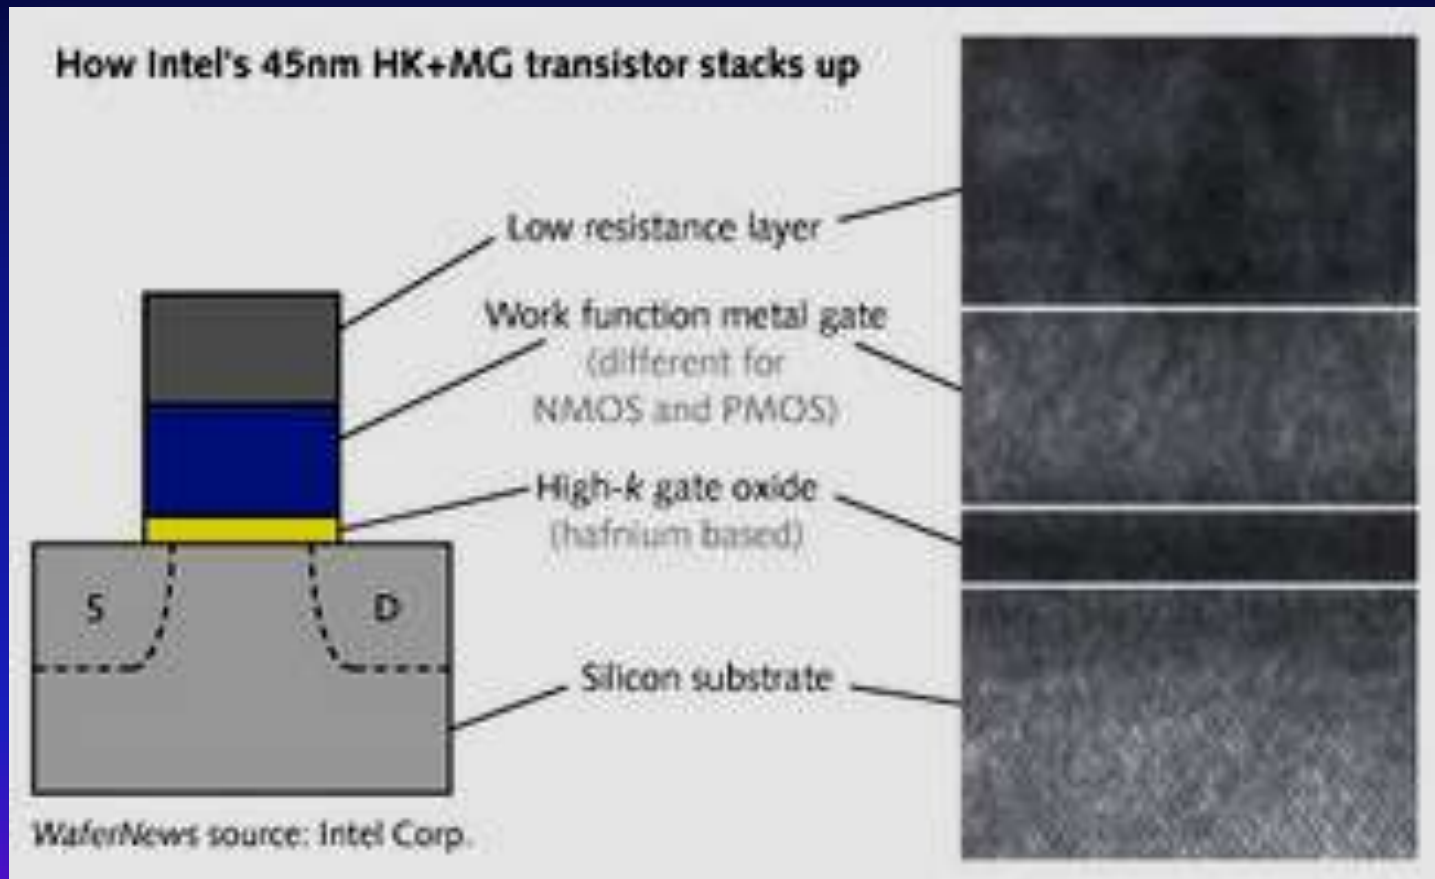 How Intel's 45nm HK+MG transistor stacks up
Low resistance layer
Work function metal gate
(different for
NMOS and PMOS)
High-k gate oxide
(hafnium based)
S
D
Silicon substrate
WaferNews source: Intel Corp.